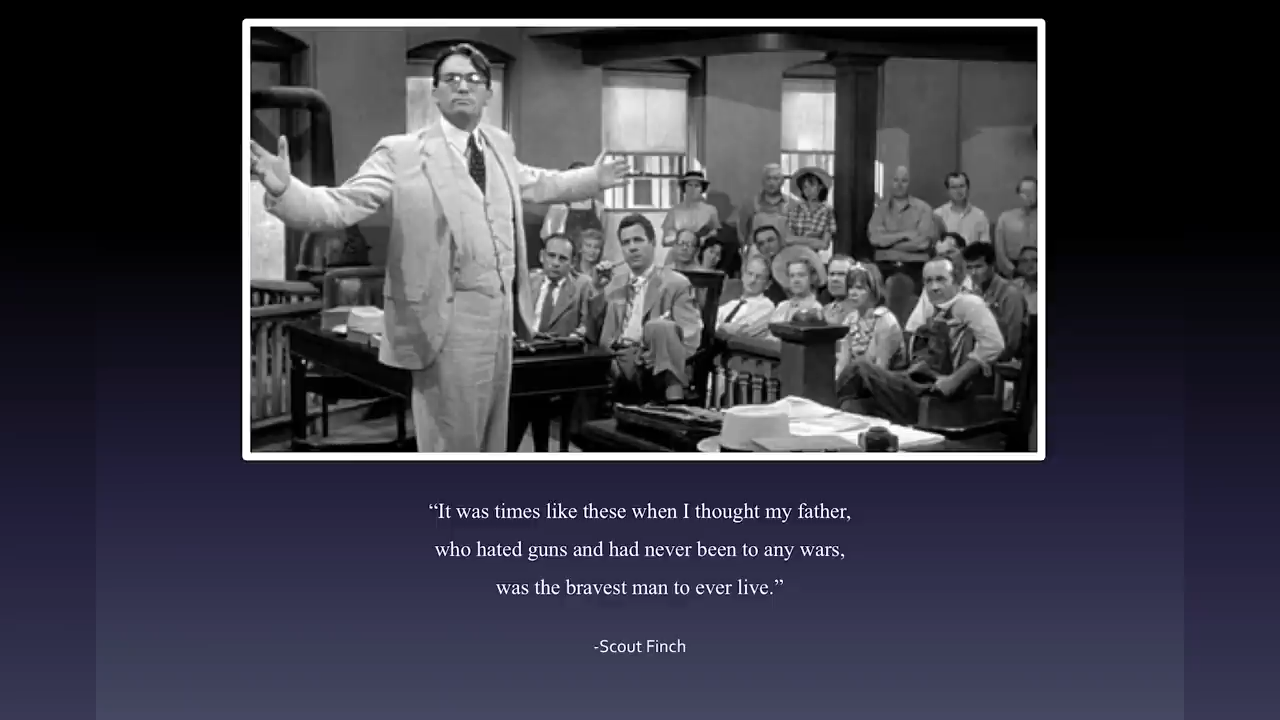 “It was times like these when I thought my father,
who hated guns and had never been to any wars,
was the bravest man to ever live.”
-Scout Finch